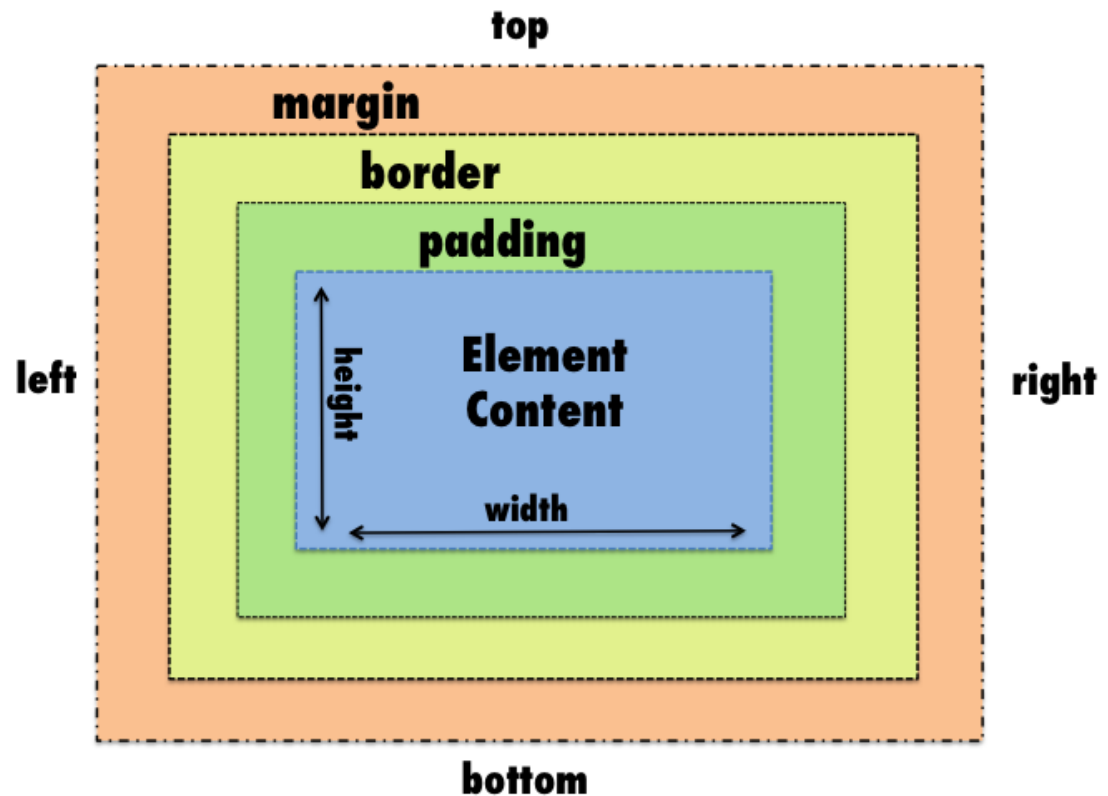 top
margin
border
padding
Element
Content
height
width
left
right
bottom